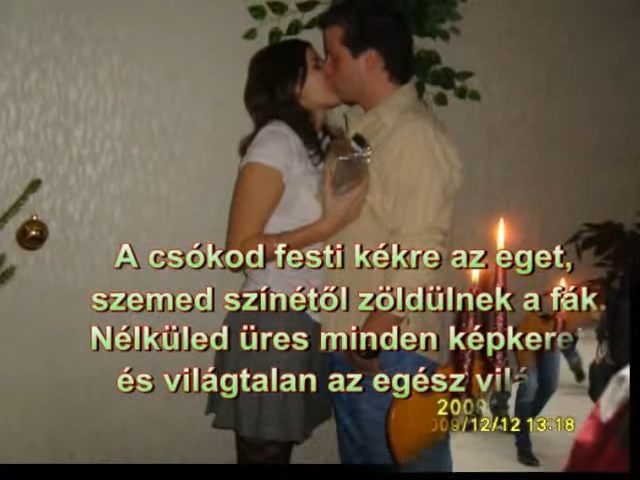 A csókod festi kékre az eget,
szemed színétől zöldülnek a fák
Nélküled üres minden
és világtalan az egész
2009
009/12/12 13:18